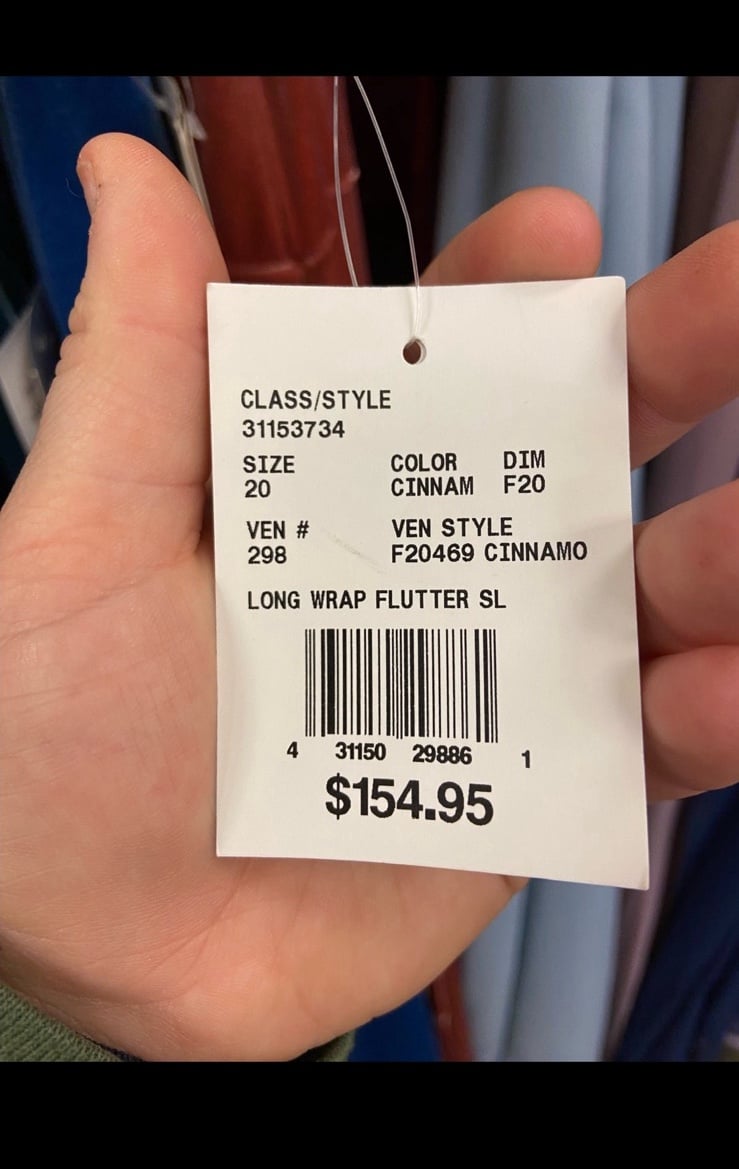 CLASS/STYLE
31153734
SIZE COLOR DIM
20 CINNAM F20
VEN # VEN STYLE
298 F20469 CINNAMO
LONG WRAP FLUTTER SL
4 31150 29886 1
$154.95